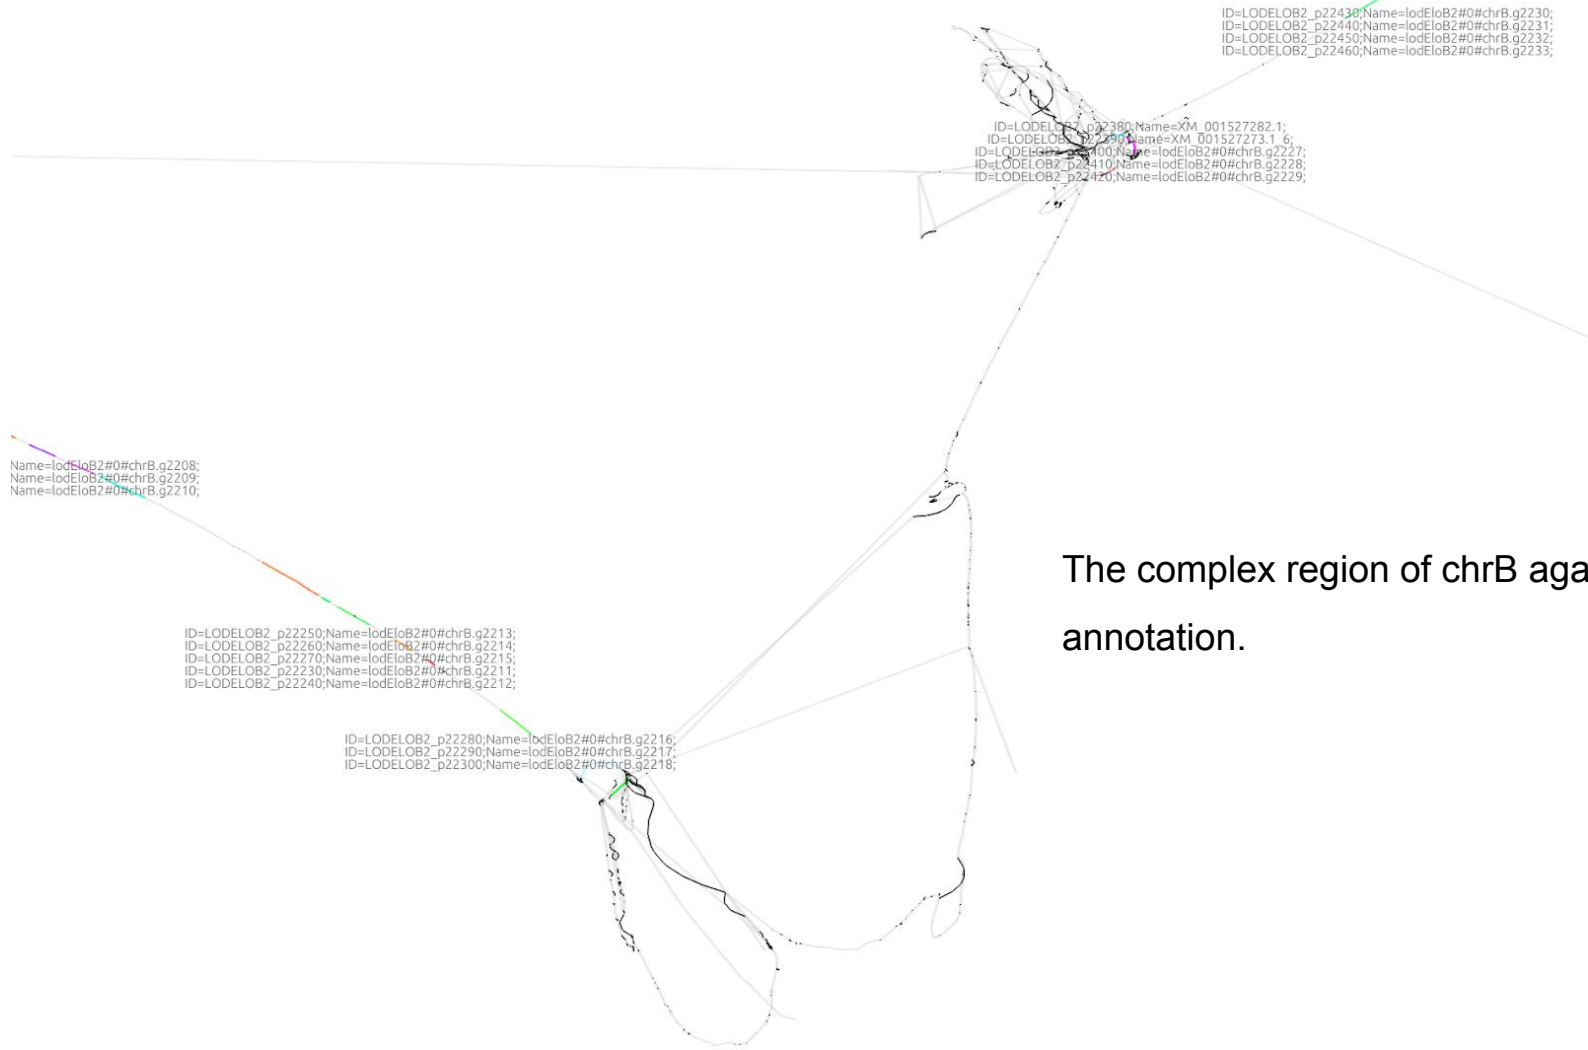 ID=LODELOB2_p22430;Name=lodEloB2#0#chrB.g2230;
ID=LODELOB2_p22440;Name=lodEloB2#0#chrB.g2231;
ID=LODELOB2_p22450;Name=lodEloB2#0#chrB.g2232;
ID=LODELOB2_p22460;Name=lodEloB2#0#chrB.g2233;
ID=LODELOB2_p22380;Name=XM_001527282.1;
ID=LODELOB2_p22390;Name=XM_001527273.1_6;
ID=LODELOB2_p22400;Name=lodEloB2#0#chrB.g2227;
ID=LODELOB2_p22410;Name=lodEloB2#0#chrB.g2228;
ID=LODELOB2_p22420;Name=lodEloB2#0#chrB.g2229;
Name=lodEloB2#0#chrB.g2208;
Name=lodEloB2#0#chrB.g2209;
Name=lodEloB2#0#chrB.g2210;
The complex region of chrB aga
annotation.
ID=LODELOB2_p22250;Name=lodEloB2#0#chrB.g2213;
ID=LODELOB2_p22260;Name=lodEloB2#0#chrB.g2214;
ID=LODELOB2_p22270;Name=lodEloB2#0#chrB.g2215;
ID=LODELOB2_p22230;Name=lodEloB2#0#chrB.g2211;
ID=LODELOB2_p22240;Name=lodEloB2#0#chrB.g2212;
ID=LODELOB2_p22280;Name=lodEloB2#0#chrB.g2216;
ID=LODELOB2_p22290;Name=lodEloB2#0#chrB.g2217;
ID=LODELOB2_p22300;Name=lodEloB2#0#chrB.g2218;